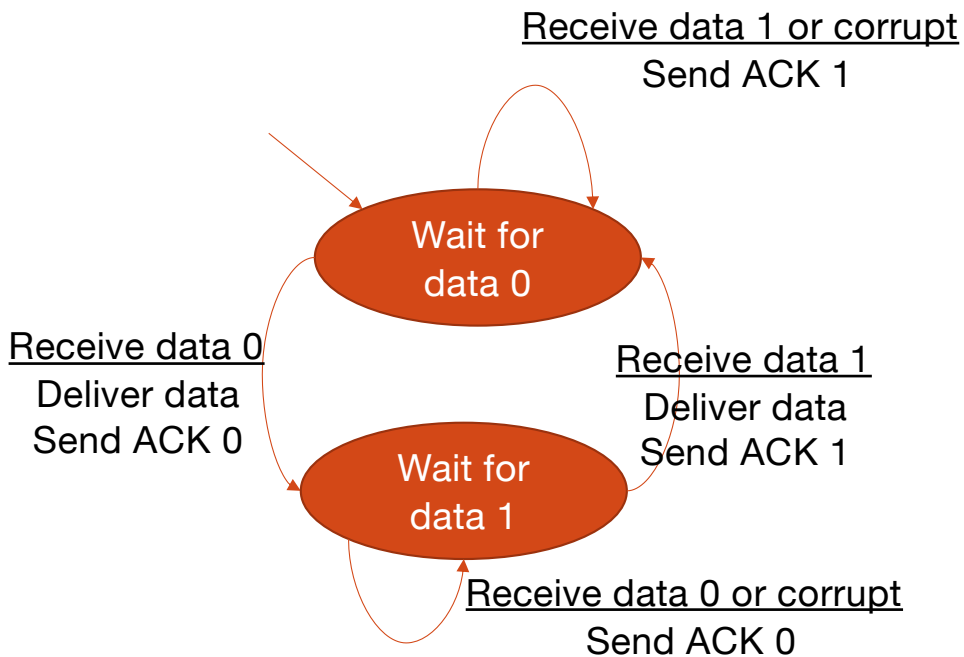 Receive data 1 or corrupt
Send ACK 1
Wait for
data 0
Receive data 0
Deliver data
Send ACK 0
Receive data 1
Deliver data
Send ACK 1
Wait for
data 1
Receive data 0 or corrupt
Send ACK 0